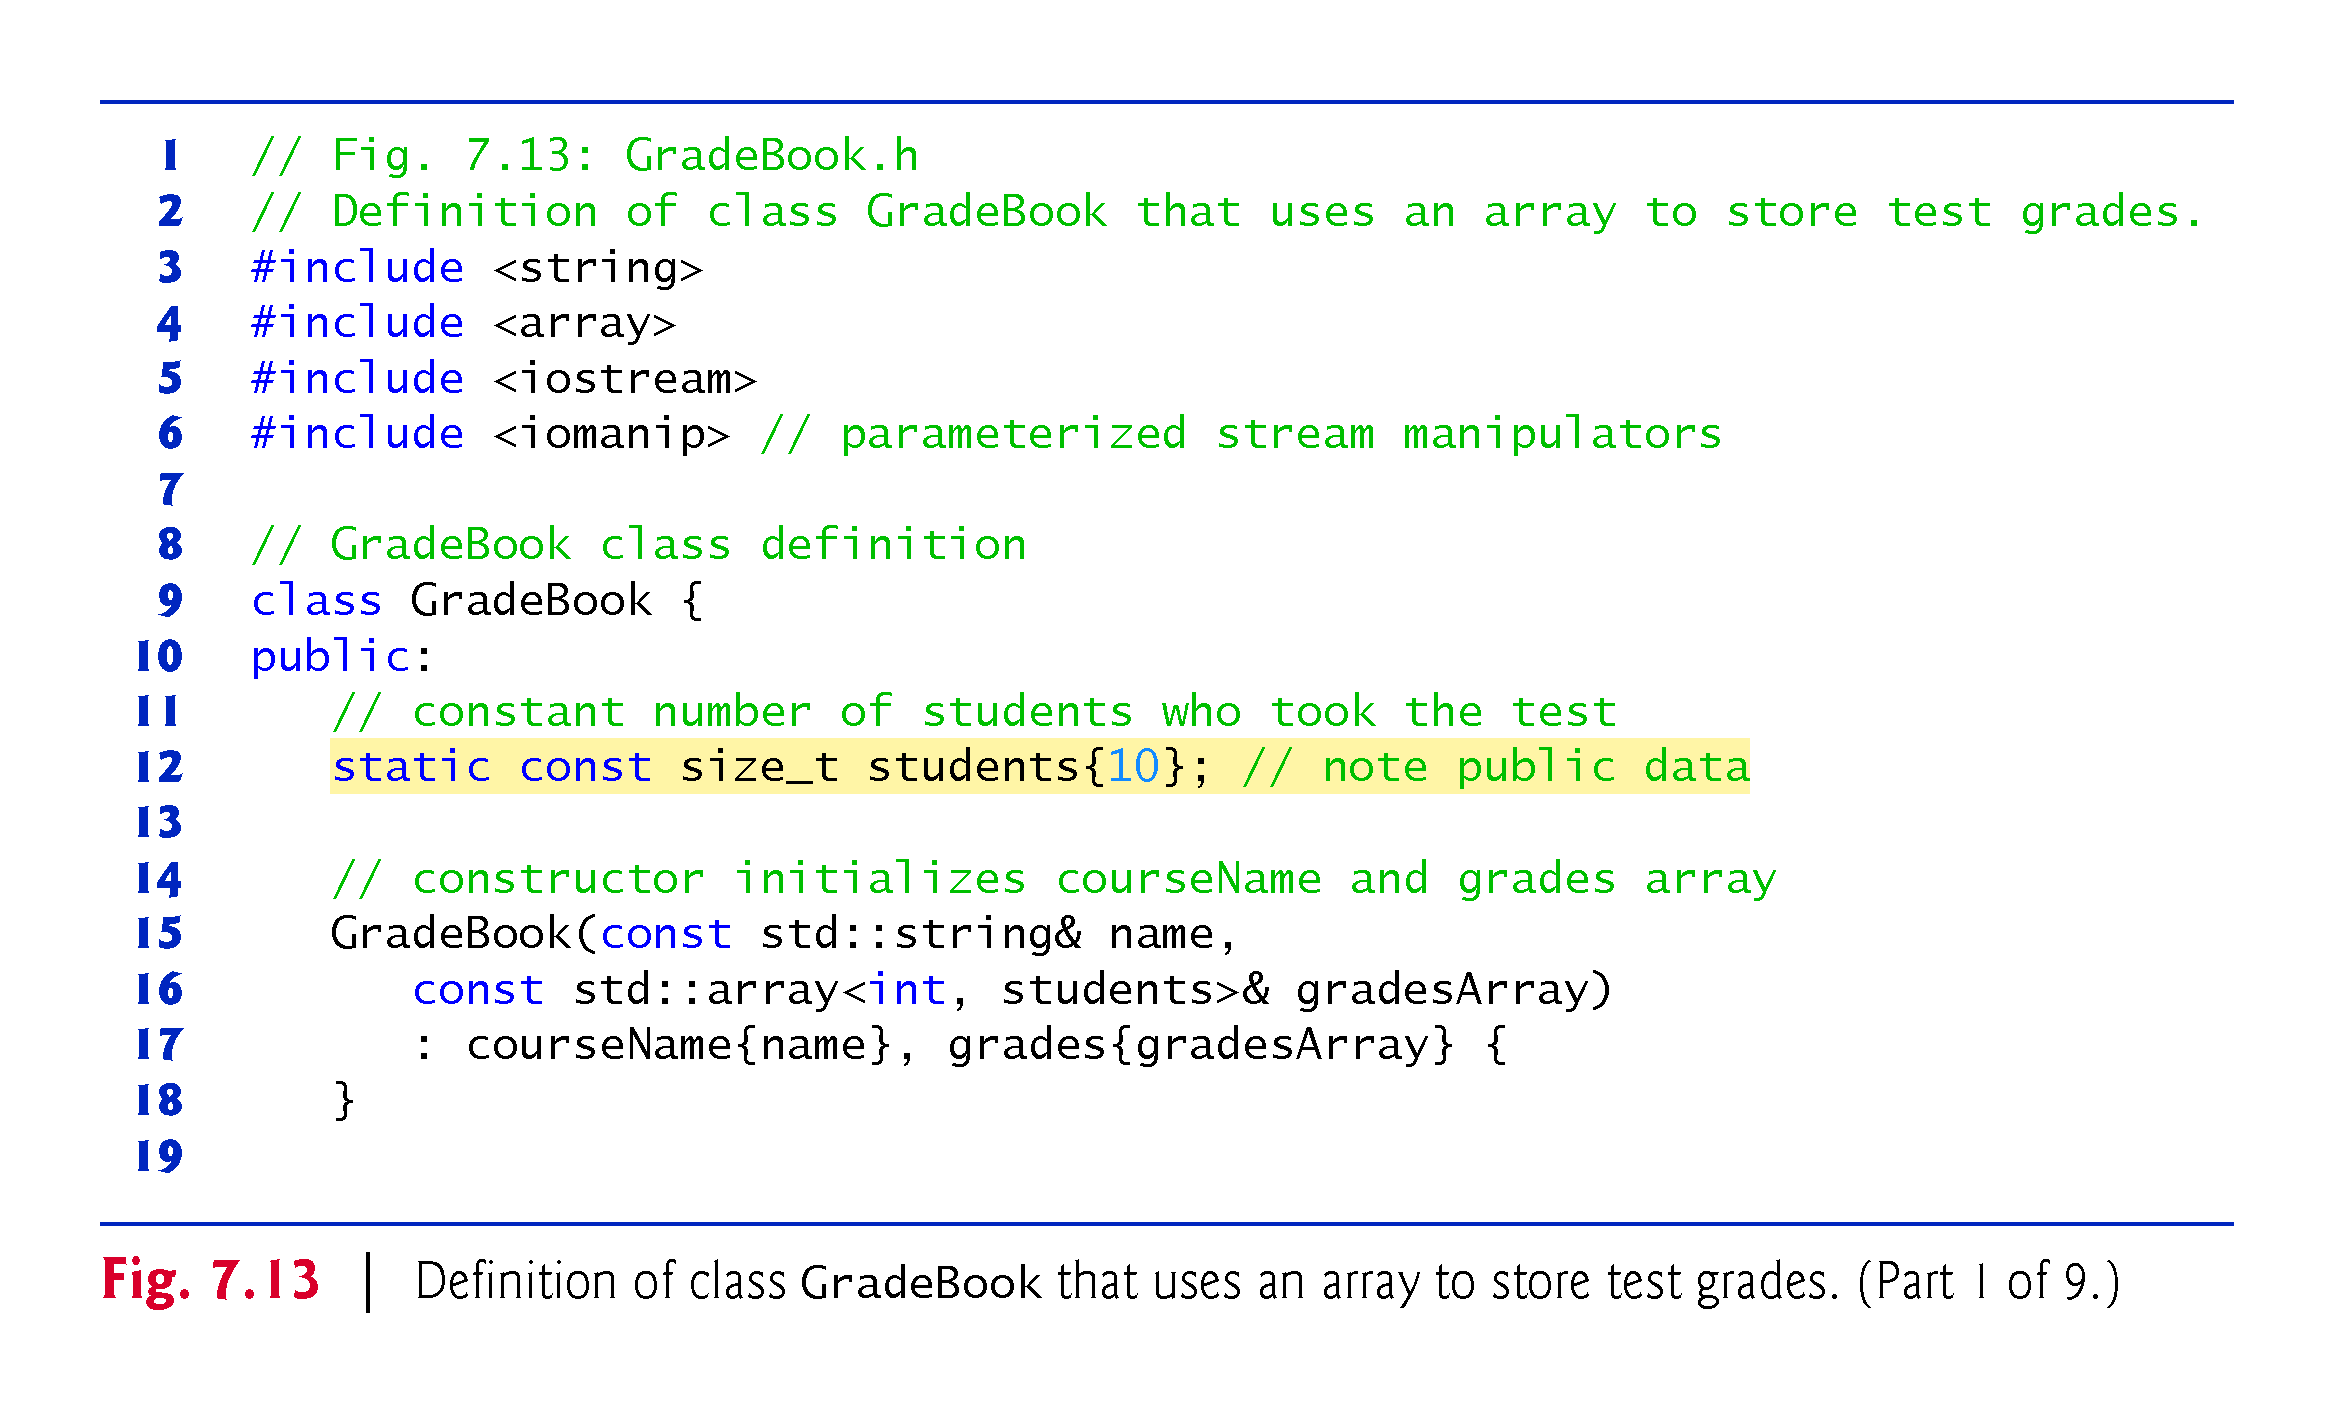 1 // Fig. 7.13: GradeBook.h
2 // Definition of class GradeBook that uses an array to store test grades.
3 #include <string>
4 #include <array>
5 #include <iostream>
6 #include <iomanip> // parameterized stream manipulators
7
8 // GradeBook class definition
9 class GradeBook {
10 public:
11    // constant number of students who took the test
12    static const size_t students{10}; // note public data
13
14    // constructor initializes courseName and grades array
15    GradeBook(const std::string& name,
16       const std::array<int, students>& gradesArray)
17       : courseName{name}, grades{gradesArray} {
18    }
19
Fig. 7.13 | Definition of class GradeBook that uses an array to store test grades. (Part 1 of 9.)